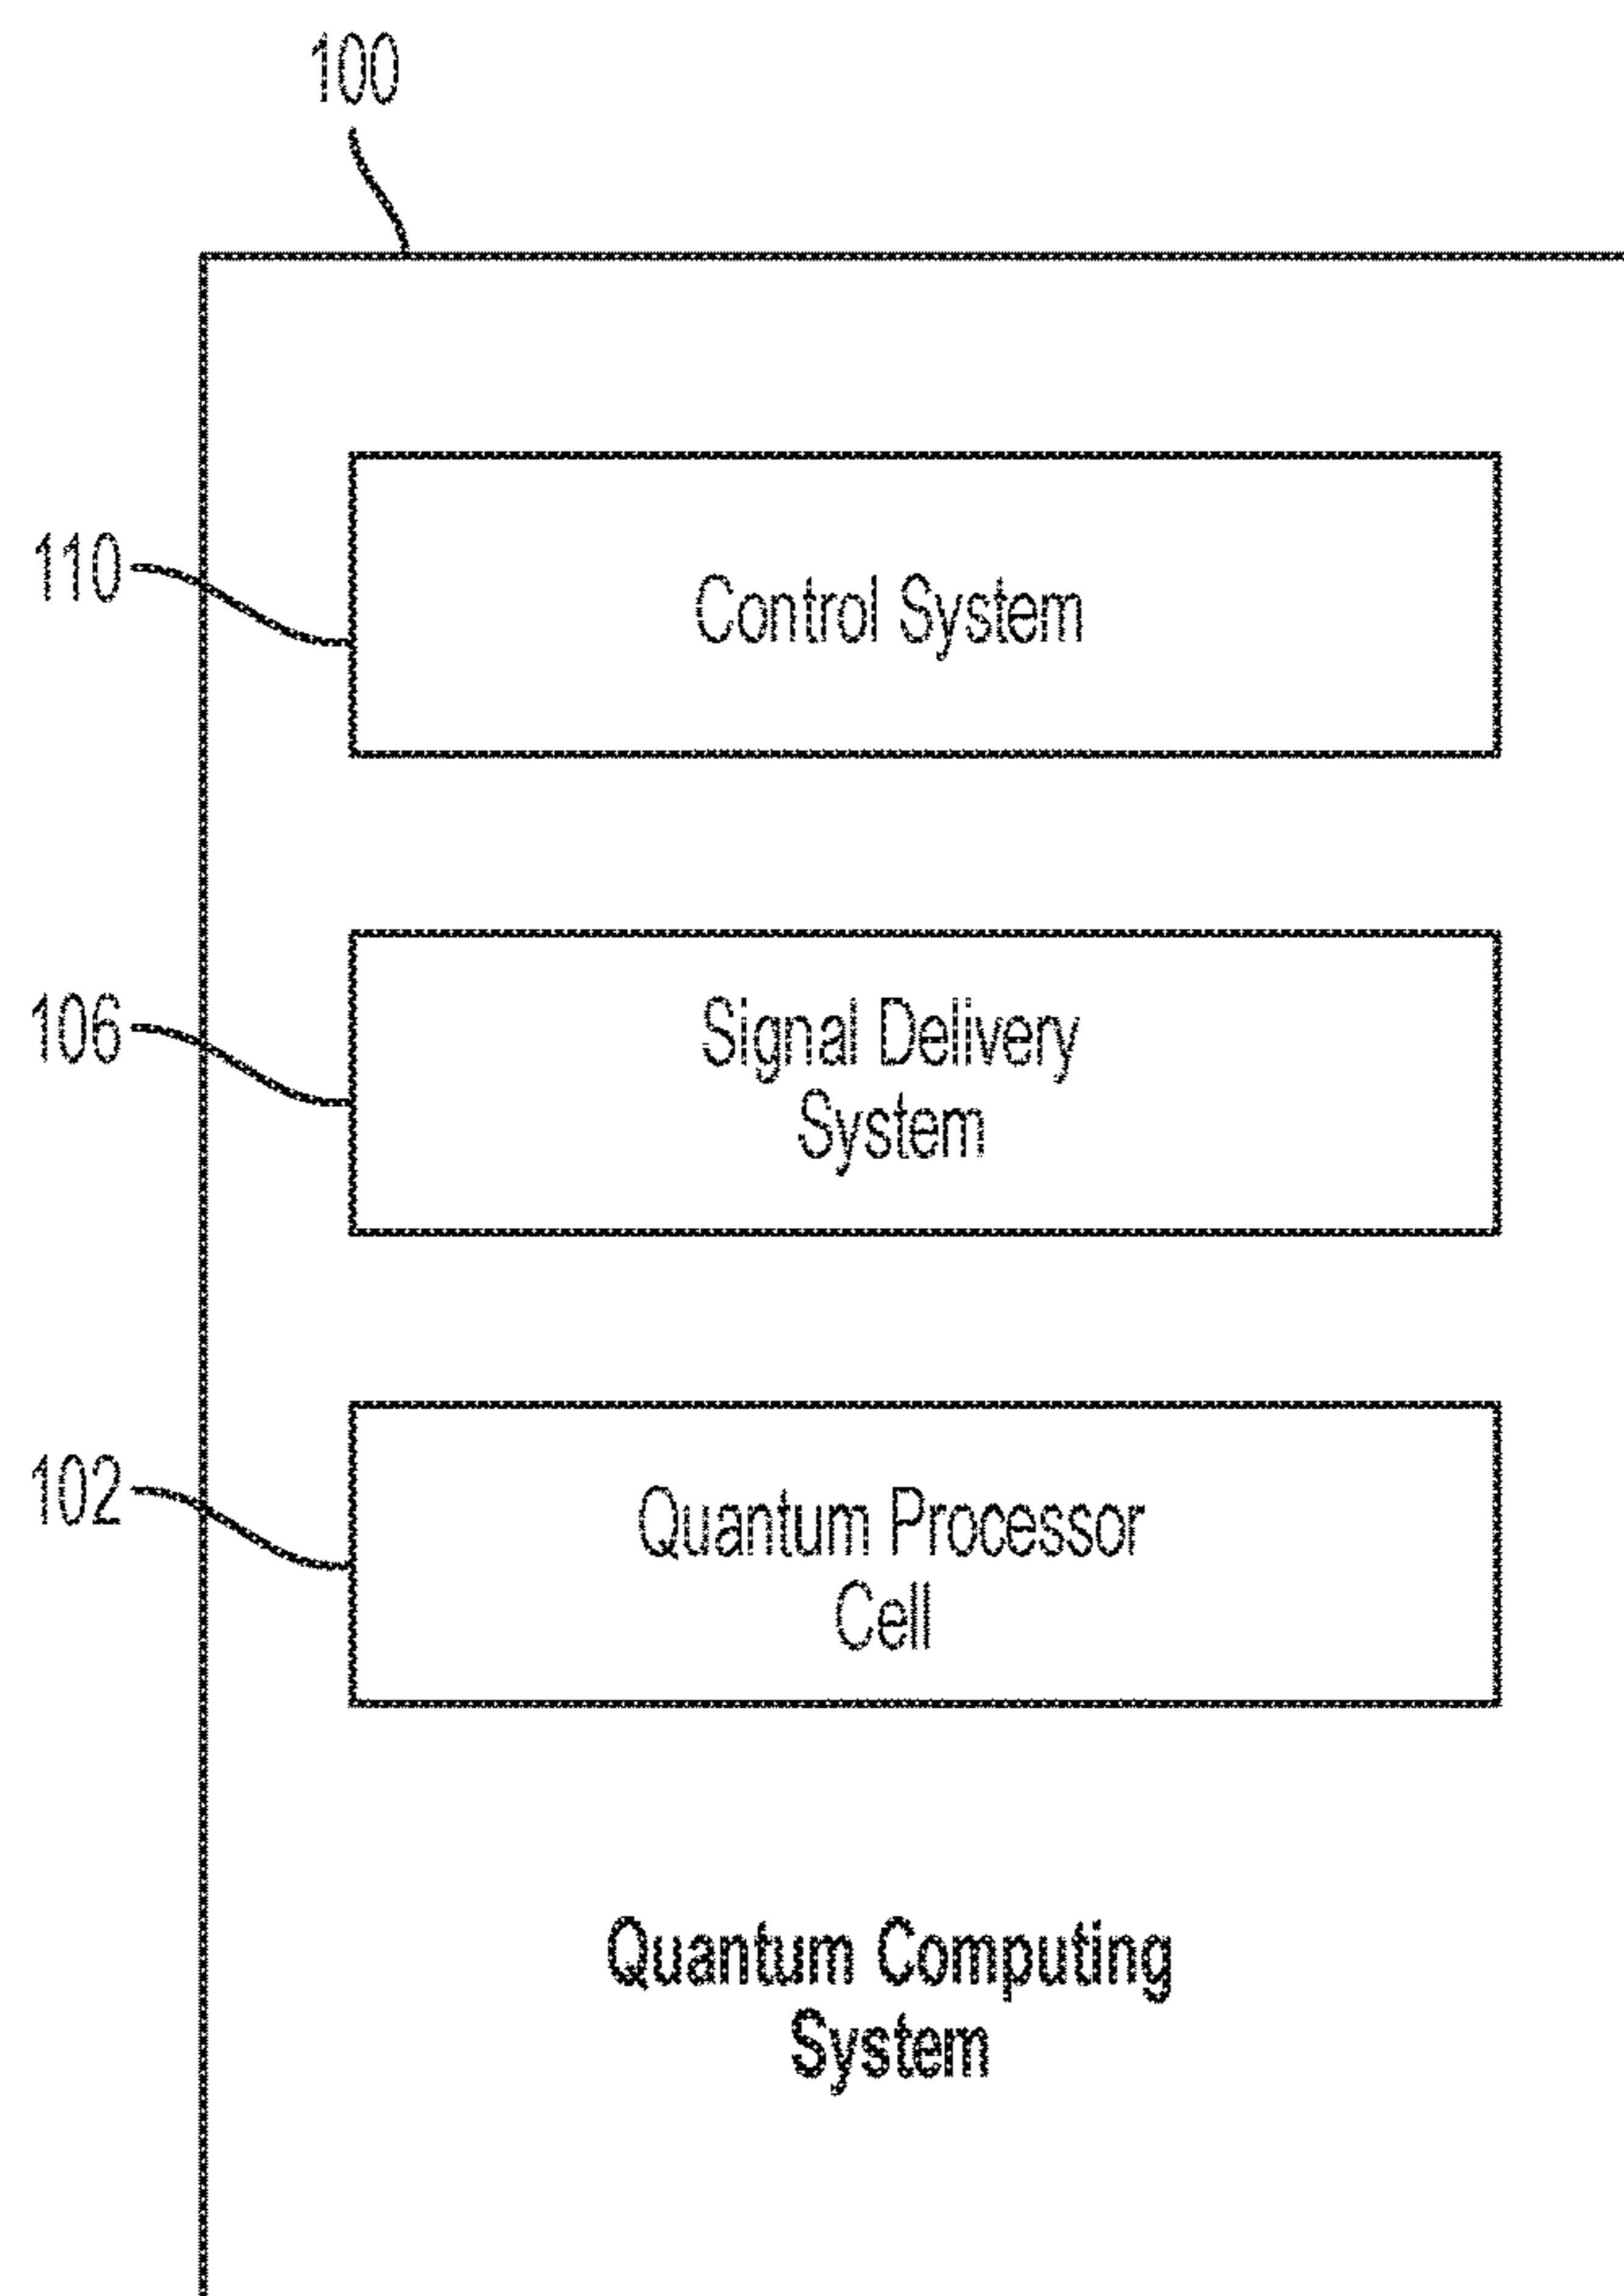 100
110
Control System
106
Signal Delivery
System
102
Quantum Processor
Cell
Quantum Computing
System